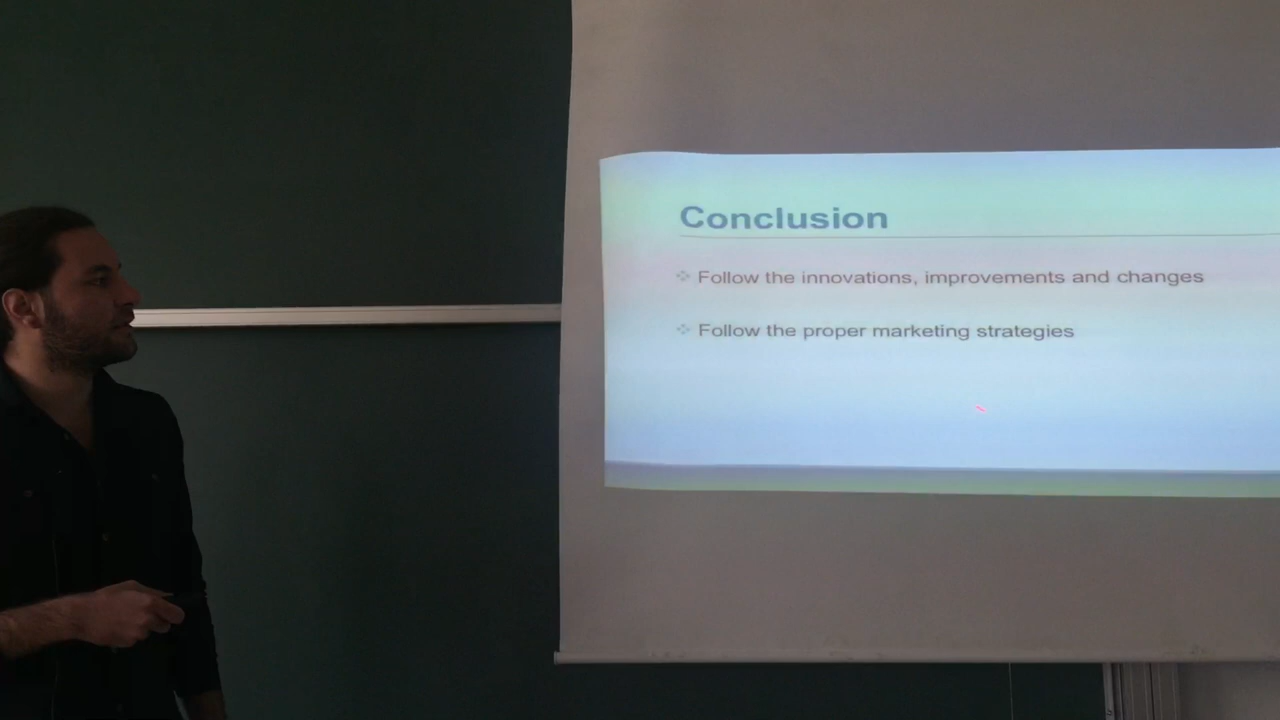 Conclusion
Follow the innovations, improvements and changes
Follow the proper marketing strategies